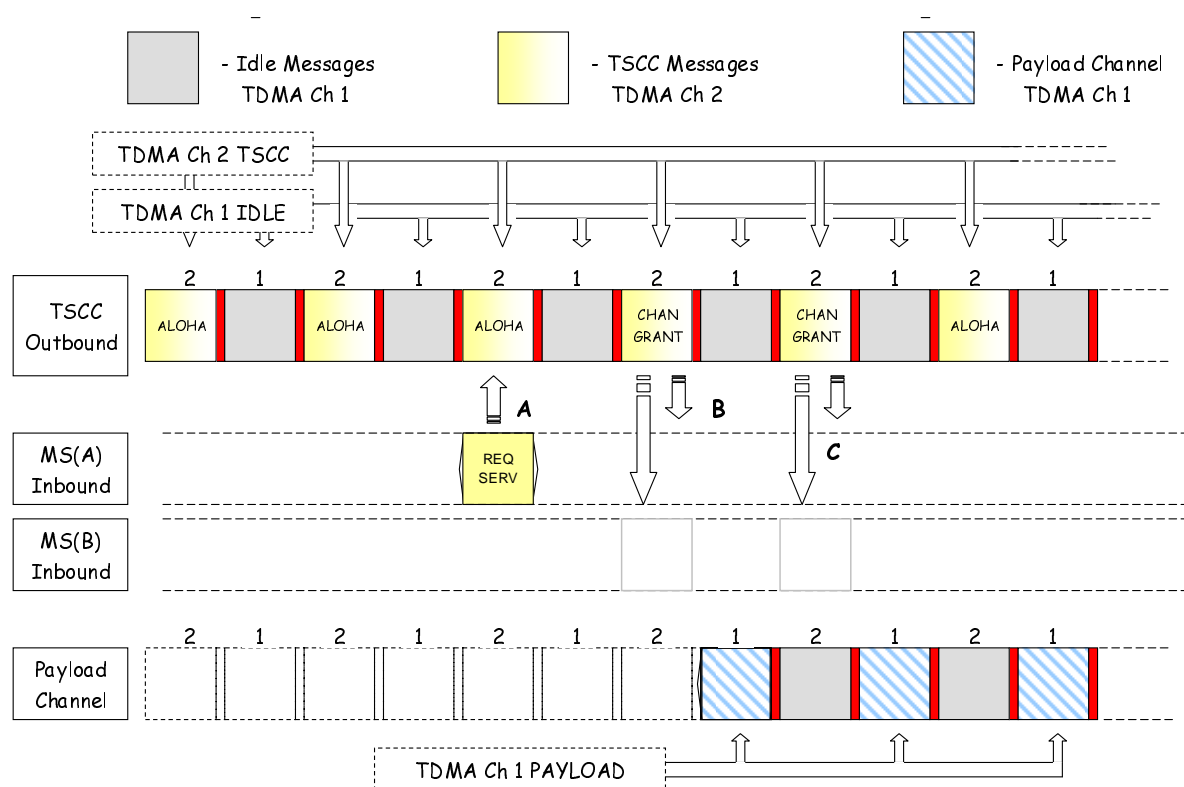 - Idle Messages
TDMA Ch 1
- TSCC Messages
TDMA Ch 2
- Payload Channel
TDMA Ch 1
TDMA Ch 2 TSCC
TDMA Ch 1 IDLE
2 1 2 1 2 1 2 1 2 1 2 1
TSCC
Outbound
ALOHA
ALOHA
ALOHA
CHAN
GRANT
CHAN
GRANT
ALOHA
A
B
C
MS(A)
Inbound
REQ
SERV
MS(B)
Inbound
2 1 2 1 2 1 2 1 2 1 2 1
Payload
Channel
TDMA Ch 1 PAYLOAD